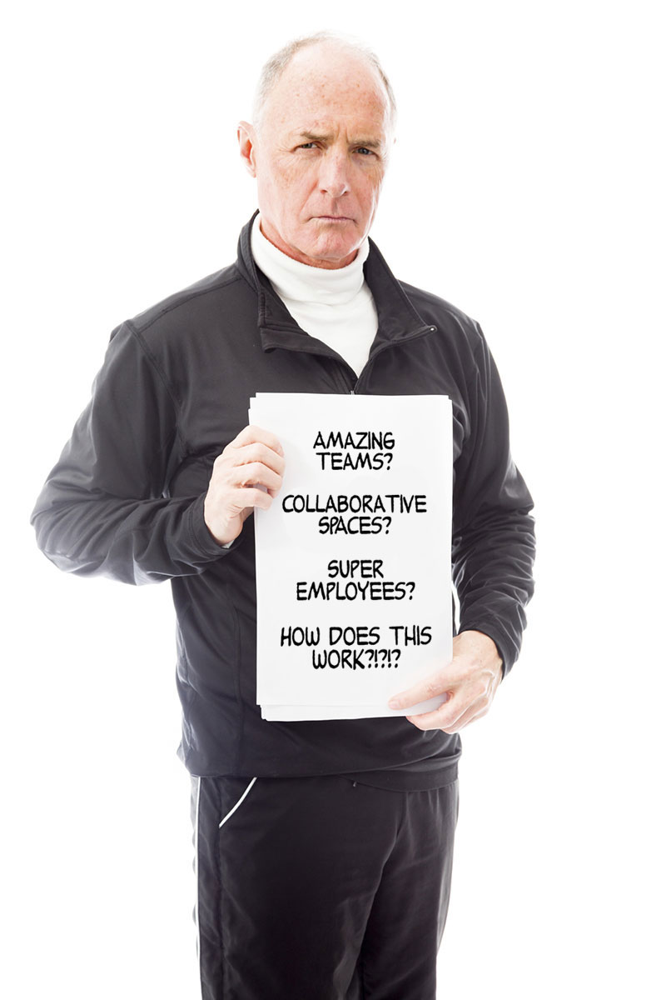 AMAZING
TEAMS?
COLLABORATIVE
SPACES?
SUPER
EMPLOYEES?
HOW DOES THIS
WORK?!?!?